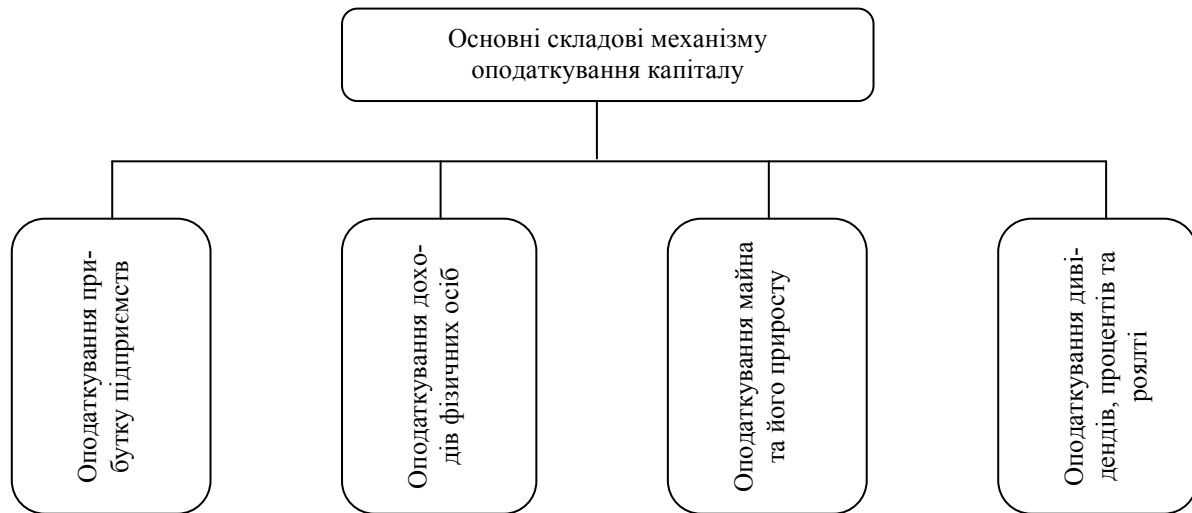 Основні складові механізму
оподаткування капіталу
Оподаткування при-
бутку підприємств
Оподаткування дохо-
дів фізичних осіб
Оподаткування майна
та його приросту
Оподаткування диві-
дендів, процентів та
роялті